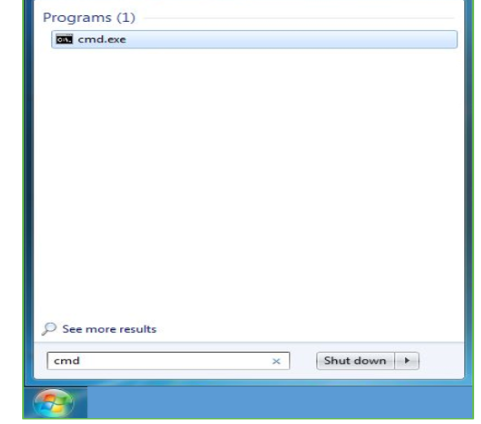 Programs (1)
cmd.exe
See more results
cmd
Shut down